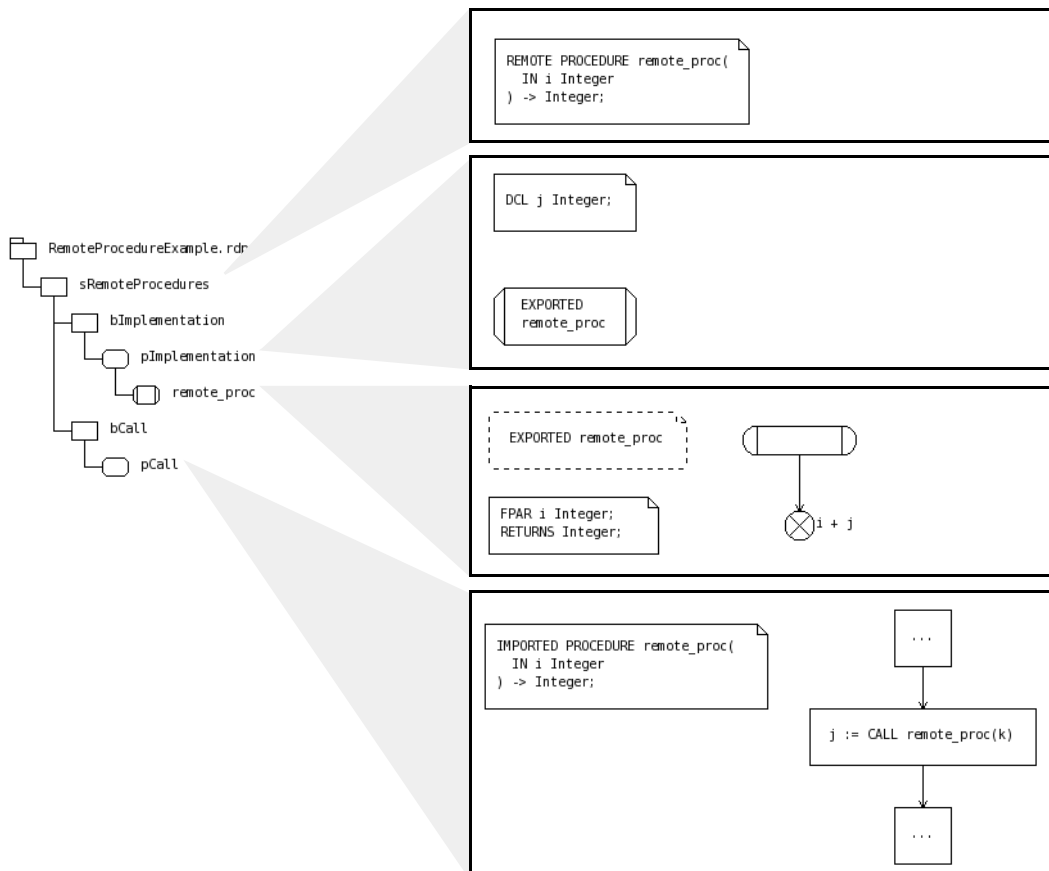 RemoteProcedureExample.rdp
sRemoteProcedures
bImplementation
pImplementation
remote_proc
bCall
pCall
REMOTE PROCEDURE remote_proc(
IN i Integer
) -> Integer;
DCL j Integer;
EXPORTED
remote_proc
EXPORTED remote_proc
FPAR i Integer;
RETURNS Integer;
i + j
IMPORTED PROCEDURE remote_proc(
IN i Integer
) -> Integer;
...
j := CALL remote_proc(k)
...